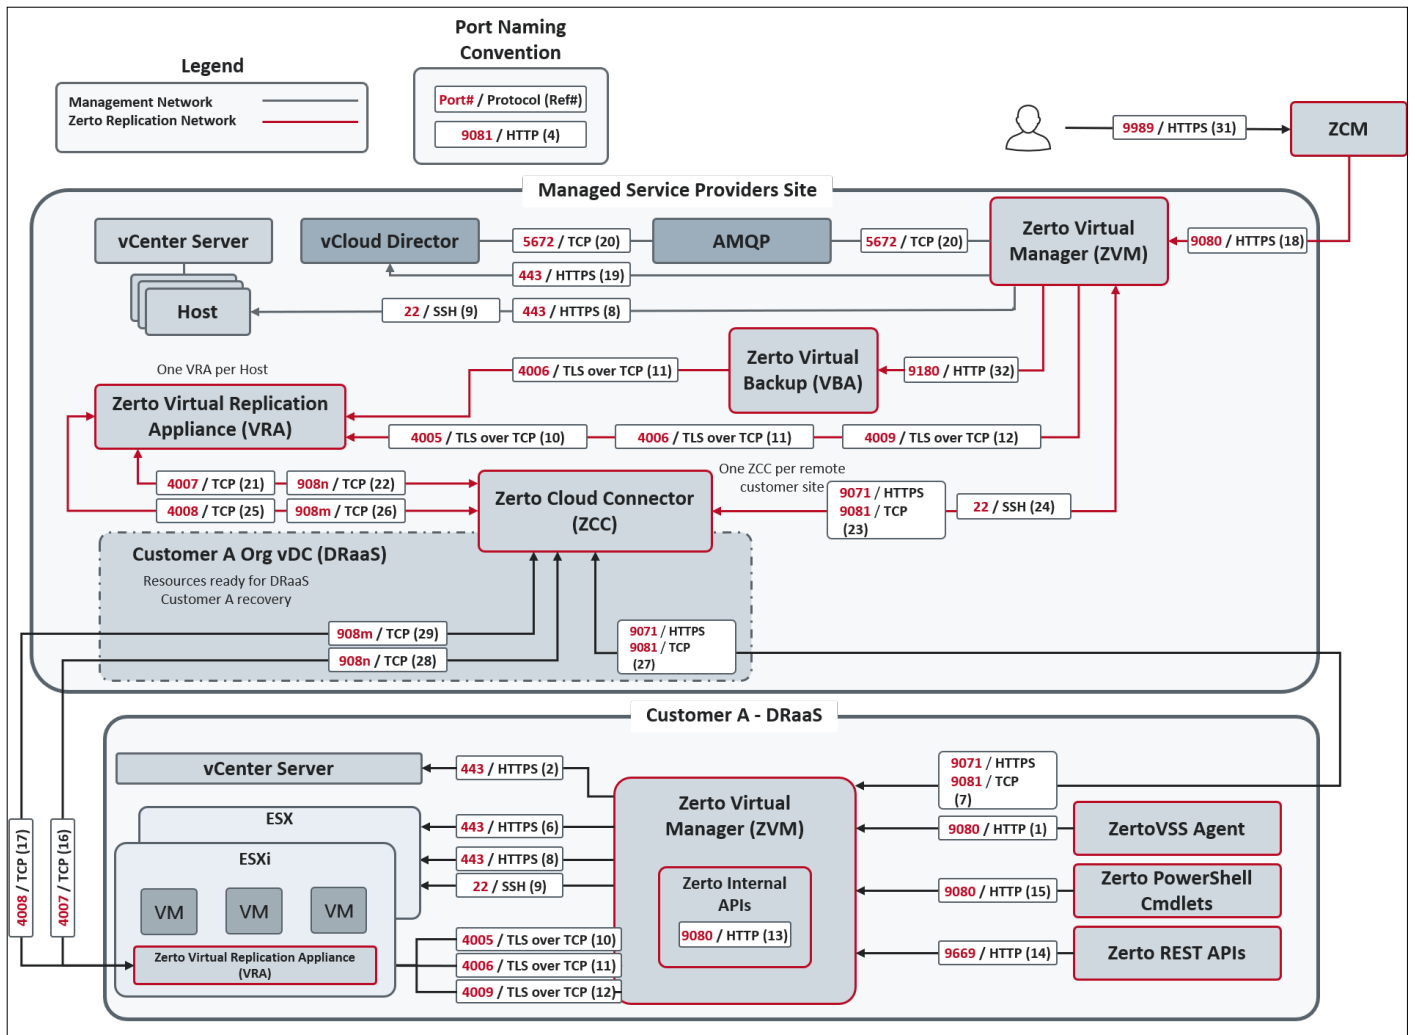 Port Naming
Convention
Legend
Management Network
Zerto Replication Network
Port# / Protocol (Ref#)
9081 / HTTP (4)
9989 / HTTPS (31)
ZCM
Managed Service Providers Site
vCenter Server
vCloud Director
5672 / TCP (20)
AMQP
5672 / TCP (20)
Zerto Virtual
Manager (ZVM)
9080 / HTTPS (18)
443 / HTTPS (19)
Host
22 / SSH (9)
443 / HTTPS (8)
One VRA per Host
4006 / TLS over TCP (11)
Zerto Virtual
Backup (VBA)
9180 / HTTP (32)
Zerto Virtual Replication
Appliance (VRA)
4005 / TLS over TCP (10)
4006 / TLS over TCP (11)
4009 / TLS over TCP (12)
4007 / TCP (21)
908n / TCP (22)
4008 / TCP (25)
908m / TCP (26)
Zerto Cloud Connector
(ZCC)
One ZCC per remote
customer site
9071 / HTTPS
9081 / TCP
(23)
22 / SSH (24)
Customer A Org vDC (DRaaS)
Resources ready for DRaaS
Customer A recovery
908m / TCP (29)
908n / TCP (28)
9071 / HTTPS
9081 / TCP
(27)
Customer A - DRaaS
vCenter Server
443 / HTTPS (2)
9071 / HTTPS
9081 / TCP
(7)
Zerto Virtual
Manager (ZVM)
ESX
443 / HTTPS (6)
9080 / HTTP (1)
ZertoVSS Agent
4008 / TCP (17)
4007 / TCP (16)
ESXi
443 / HTTPS (8)
22 / SSH (9)
Zerto Internal
APIs
9080 / HTTP (13)
9080 / HTTP (15)
Zerto PowerShell
Cmdlets
VM
VM
VM
4005 / TLS over TCP (10)
4006 / TLS over TCP (11)
4009 / TLS over TCP (12)
9669 / HTTP (14)
Zerto REST APIs
Zerto Virtual Replication Appliance
(VRA)